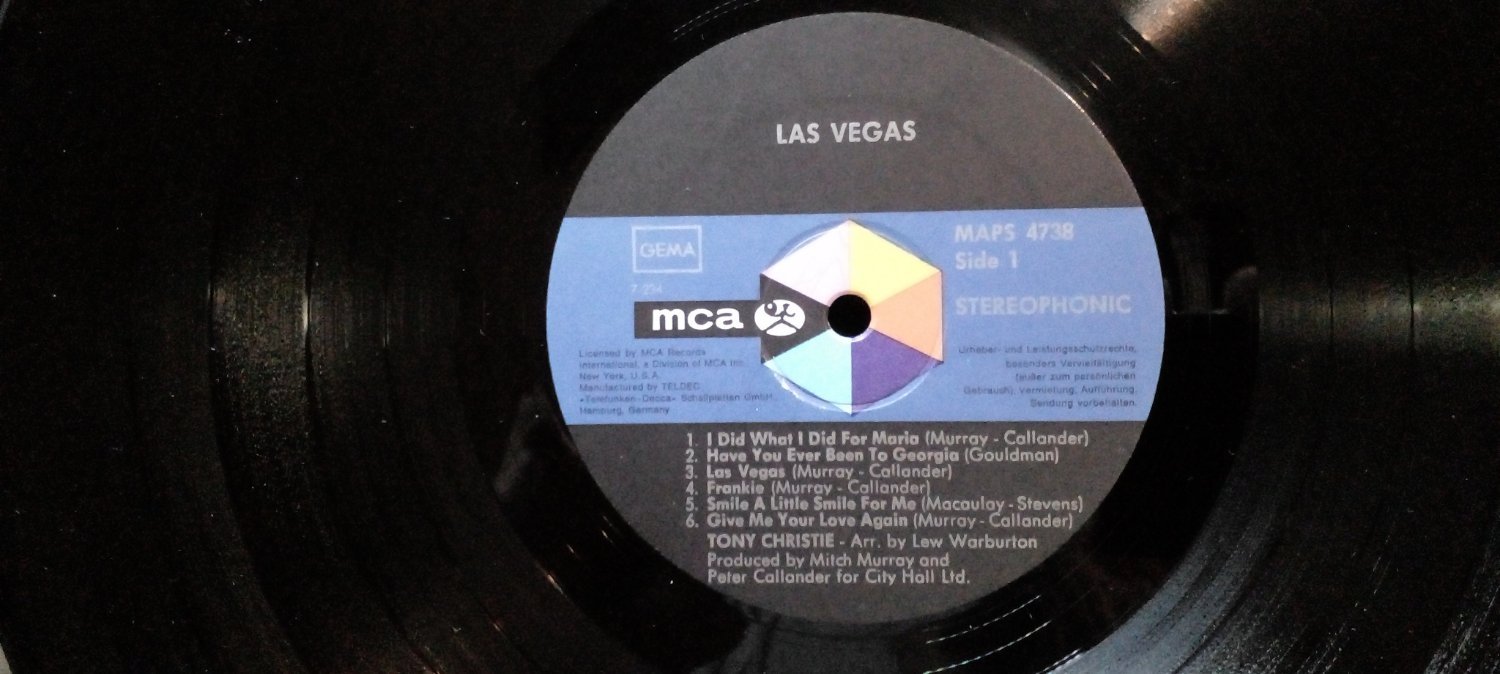 LAS VEGAS
GEMA
7 234
mca
Licensed by MCA Records
International, a Division of MCA Inc.
New York, U.S.A.
Manufactured by TELDEC
»Telefunken-Decca« Schallplatten GmbH.
Hamburg, Germany
MAPS 4738
Side 1
STEREOPHONIC
Urheber- und Leistungsschutzrechte,
besonders Vervielfältigung
(außer zum persönlichen
Gebrauch), Vermietung, Aufführung,
Sendung vorbehalten.
1. I Did What I Did For Maria (Murray - Callander)
2. Have You Ever Been To Georgia (Gouldman)
3. Las Vegas (Murray - Callander)
4. Frankie (Murray - Callander)
5. Smile A Little Smile For Me (Macaulay - Stevens)
6. Give Me Your Love Again (Murray - Callander)
TONY CHRISTIE - Arr. by Lew Warburton
Produced by Mitch Murray and
Peter Callander for City Hall Ltd.